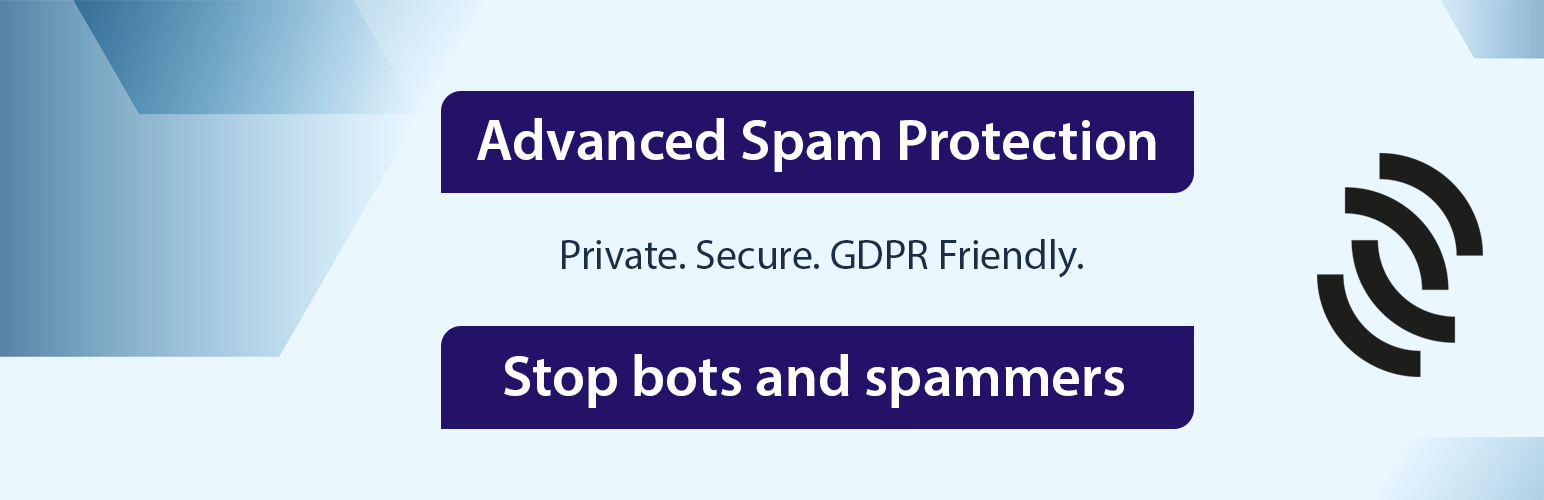 Advanced Spam Protection
Private. Secure. GDPR Friendly.
Stop bots and spammers